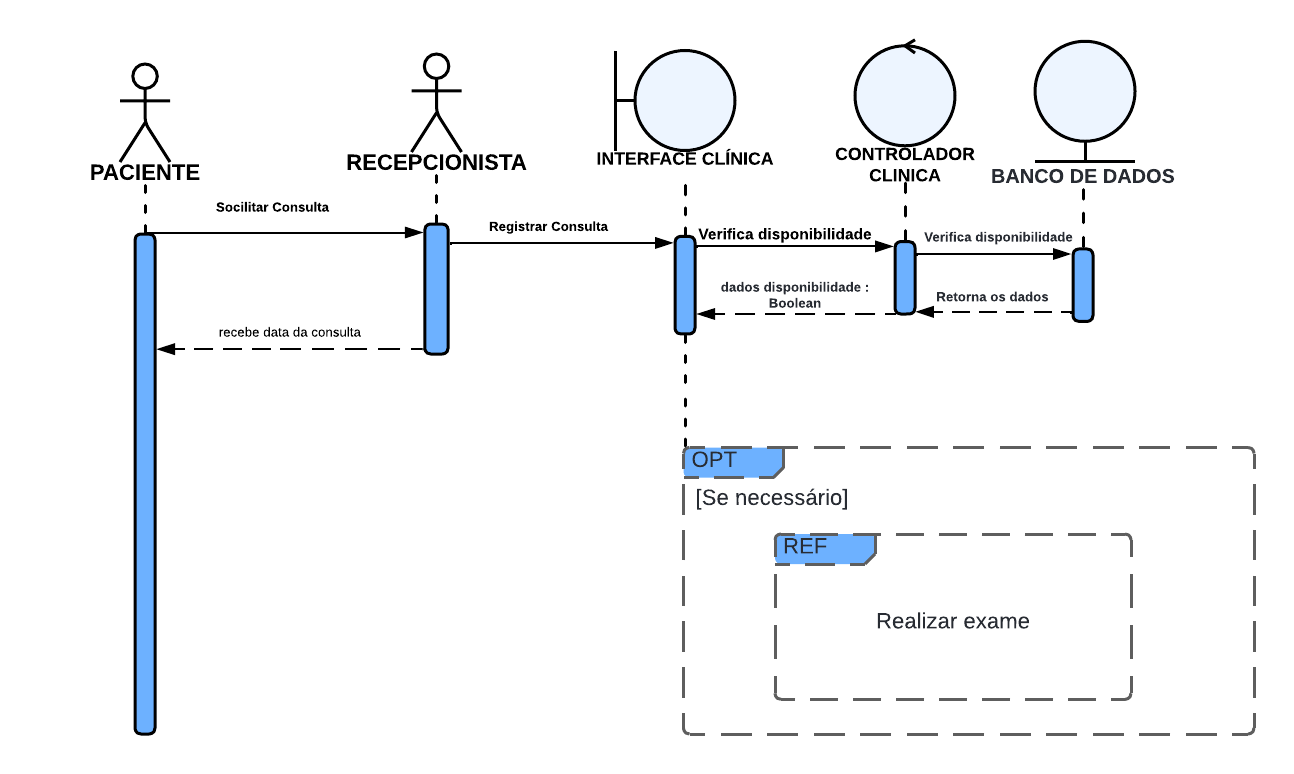 PACIENTE
RECEPCIONISTA
INTERFACE CLÍNICA
CONTROLADOR
CLINICA
BANCO DE DADOS
Socilitar Consulta
Registrar Consulta
Verifica disponibilidade
Verifica disponibilidade
dados disponibilidade :
Boolean
Retorna os dados
recebe data da consulta
OPT
[Se necessário]
REF
Realizar exame